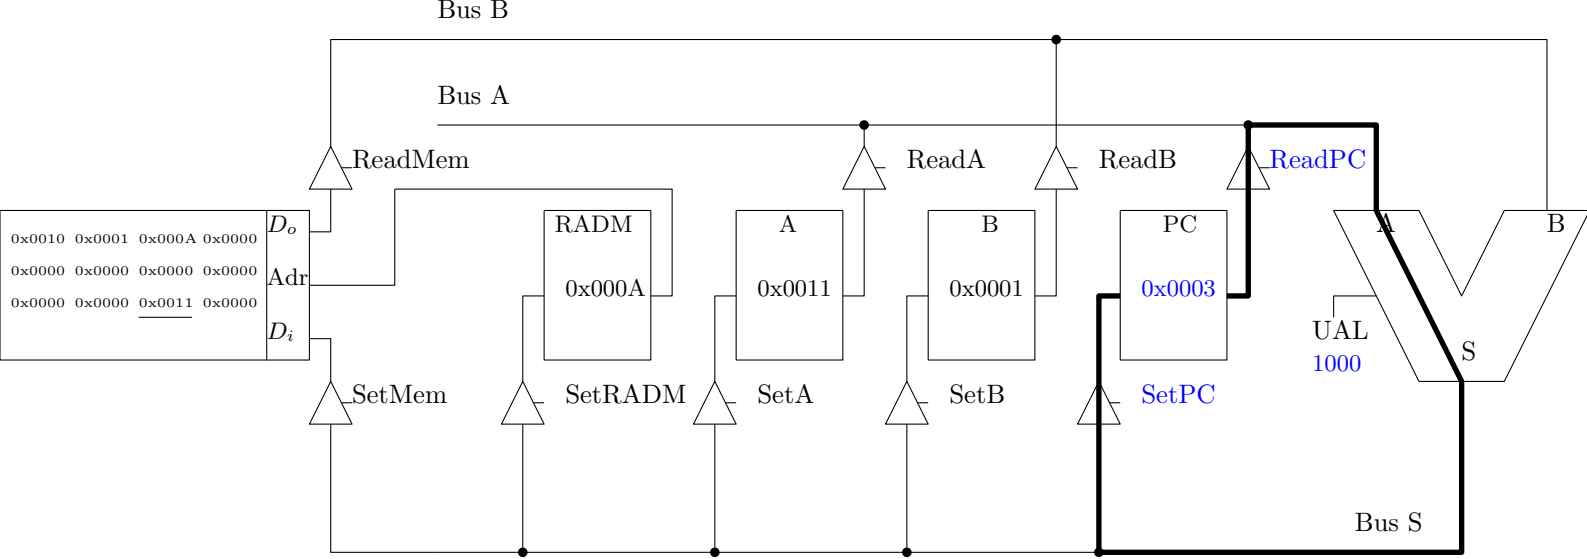 Bus B
Bus A
ReadMem
ReadA
ReadB
ReadPC
Do
RADM
A
B
PC
A
B
0x0010 0x0001 0x000A 0x0000
0x0000 0x0000 0x0000 0x0000
Adr
0x000A
0x0011
0x0001
0x0003
0x0000 0x0000 0x0011 0x0000
Di
UAL
S
1000
SetMem
SetRADM
SetA
SetB
SetPC
Bus S